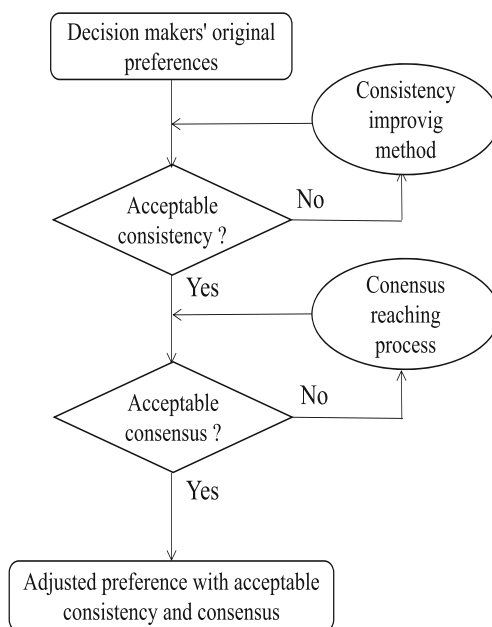 Decision makers' original
preferences
Consistency
improvig
method
Acceptable
consistency ?
No
Yes
Conensus
reaching
process
Acceptable
consensus ?
No
Yes
Adjusted preference with acceptable
consistency and consensus